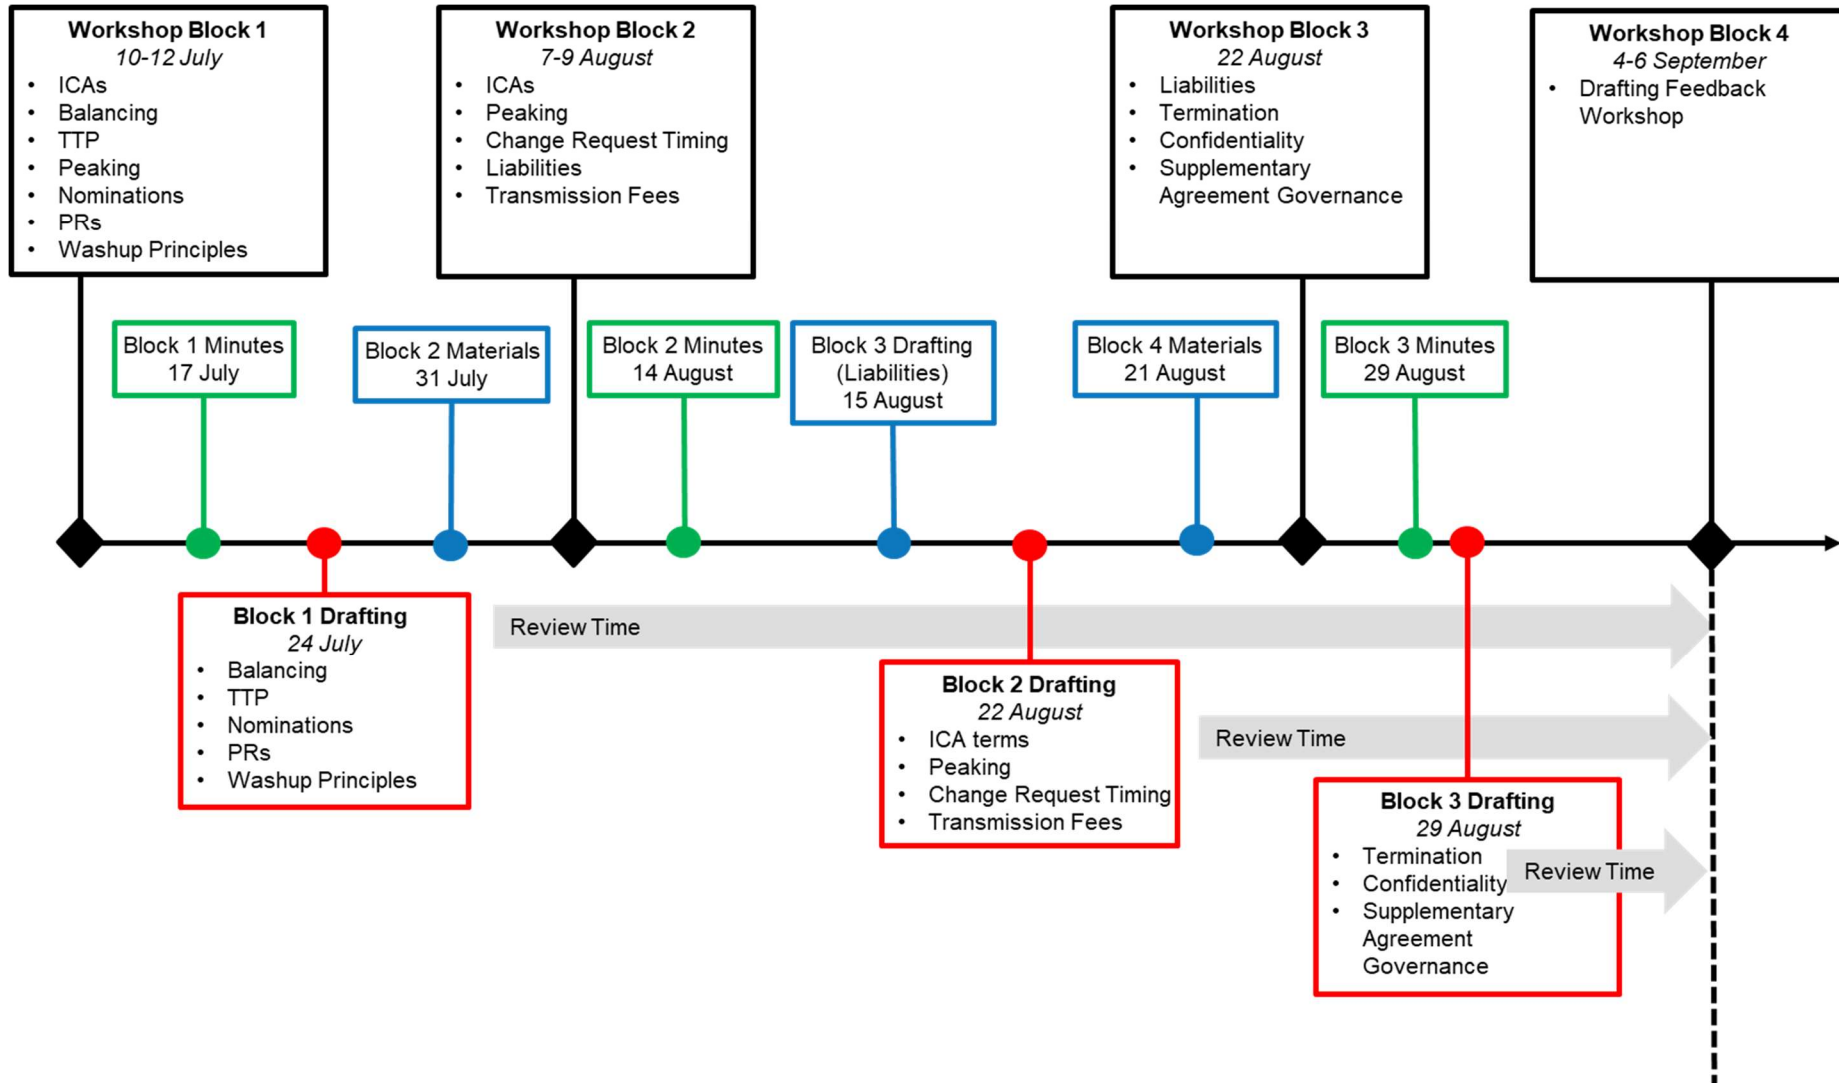 Workshop Block 1
10-12 July
• ICAs
• Balancing
• TTP
• Peaking
• Nominations
• PRs
• Washup Principles
Workshop Block 2
7-9 August
• ICAs
• Peaking
• Change Request Timing
• Liabilities
• Transmission Fees
Workshop Block 3
22 August
• Liabilities
• Termination
• Confidentiality
• Supplementary
Agreement Governance
Workshop Block 4
4-6 September
• Drafting Feedback
Workshop
Block 1 Minutes
17 July
Block 2 Materials
31 July
Block 2 Minutes
14 August
Block 3 Drafting
(Liabilities)
15 August
Block 4 Materials
21 August
Block 3 Minutes
29 August
Block 1 Drafting
24 July
• Balancing
• TTP
• Nominations
• PRs
• Washup Principles
Review Time
Block 2 Drafting
22 August
• ICA terms
• Peaking
• Change Request Timing
• Transmission Fees
Review Time
Block 3 Drafting
29 August
• Termination
• Confidentiality
• Supplementary
Agreement
Governance
Review Time